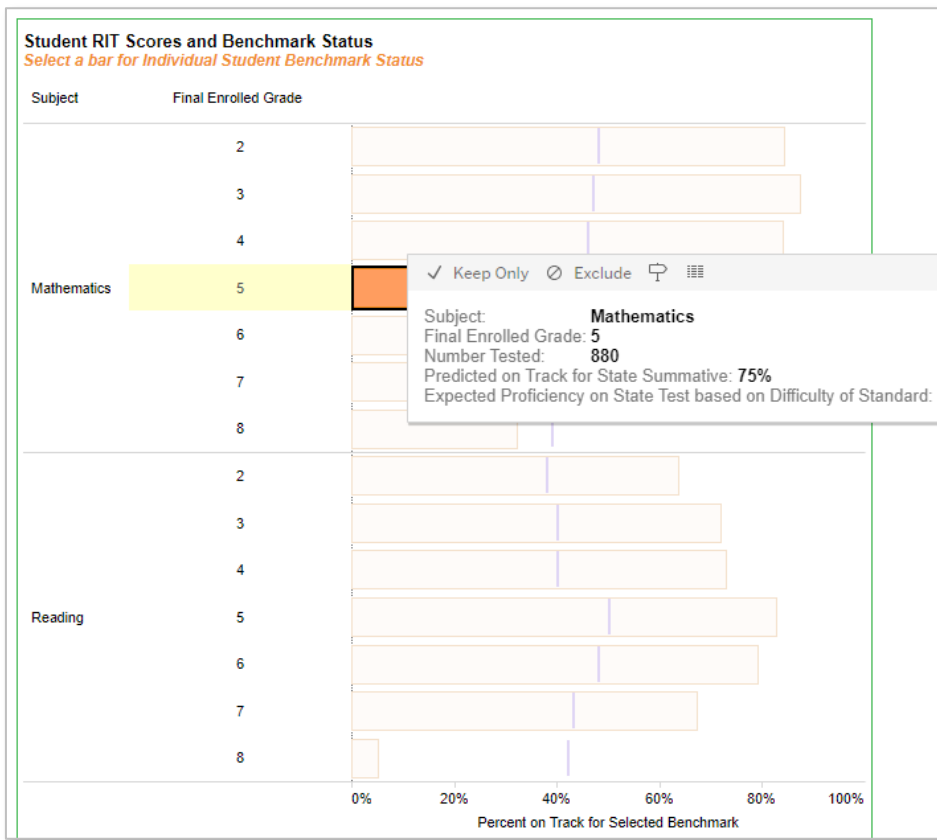 Student RIT Scores and Benchmark Status
Select a bar for Individual Student Benchmark Status
Subject Final Enrolled Grade
2
3
4
Mathematics 5
6
7
8
Keep Only Exclude
Subject: Mathematics
Final Enrolled Grade: 5
Number Tested: 880
Predicted on Track for State Summative: 75%
Expected Proficiency on State Test based on Difficulty of Standard:
2
3
4
Reading 5
6
7
8
0% 20% 40% 60% 80% 100%
Percent on Track for Selected Benchmark